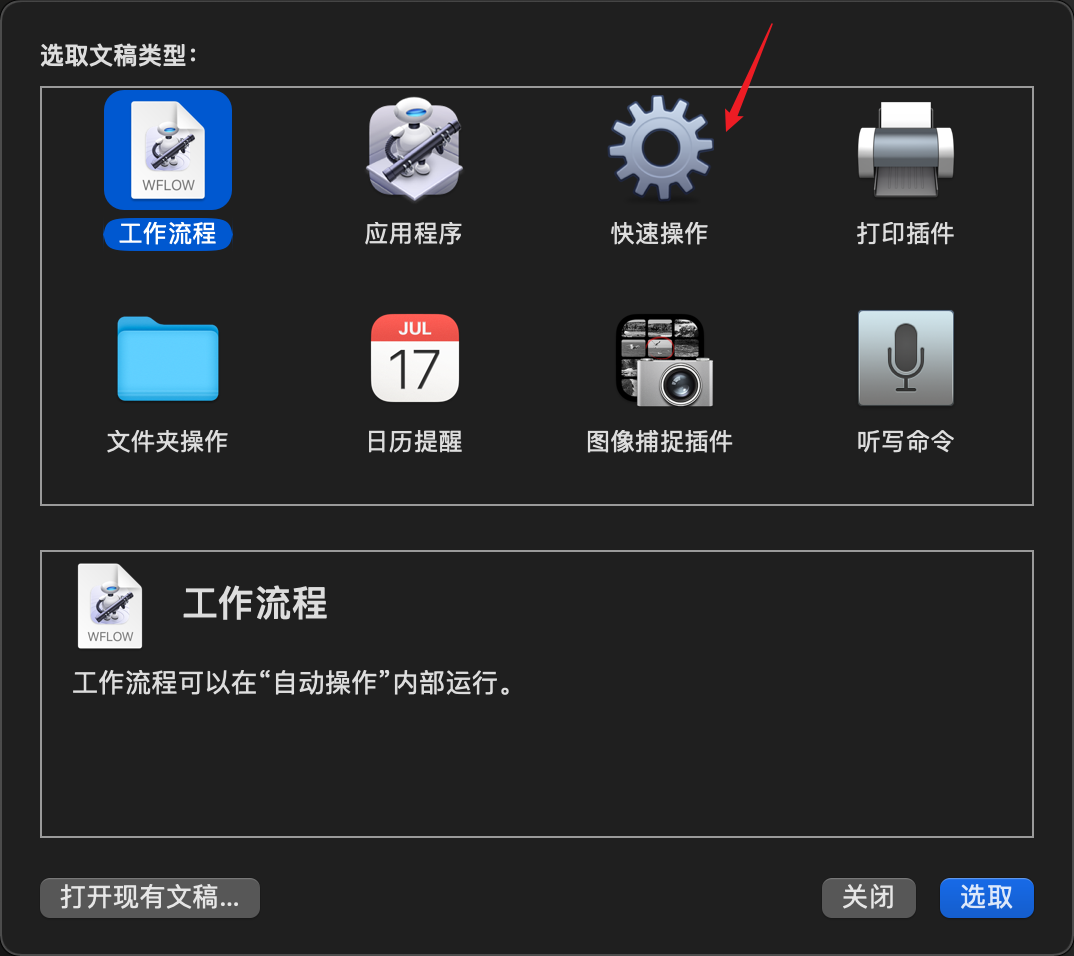 选取文稿类型：
WFLOW
工作流程
应用程序
快速操作
打印插件
文件夹操作
JUL
17
日历提醒
图像捕捉插件
听写命令
WFLOW
工作流程
工作流程可以在“自动操作”内部运行。
打开现有文稿...
关闭
选取